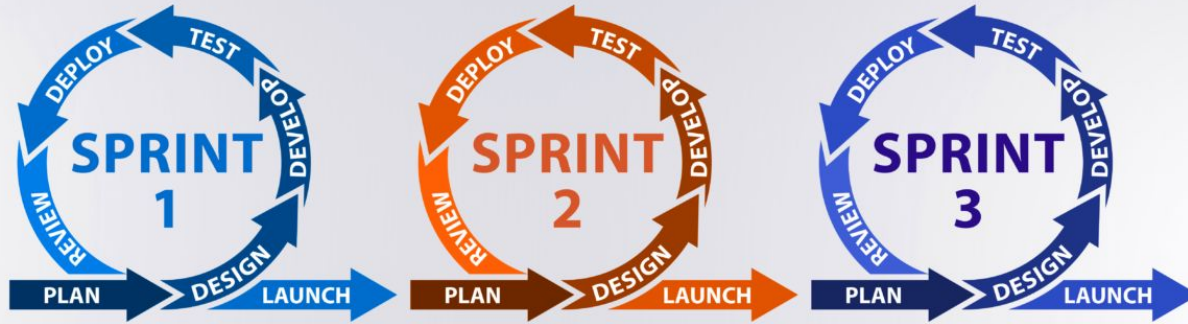 SPRINT
1
PLAN
DESIGN
DEVELOP
TEST
DEPLOY
REVIEW
LAUNCH
SPRINT
2
PLAN
DESIGN
DEVELOP
TEST
DEPLOY
REVIEW
LAUNCH
SPRINT
3
PLAN
DESIGN
DEVELOP
TEST
DEPLOY
REVIEW
LAUNCH